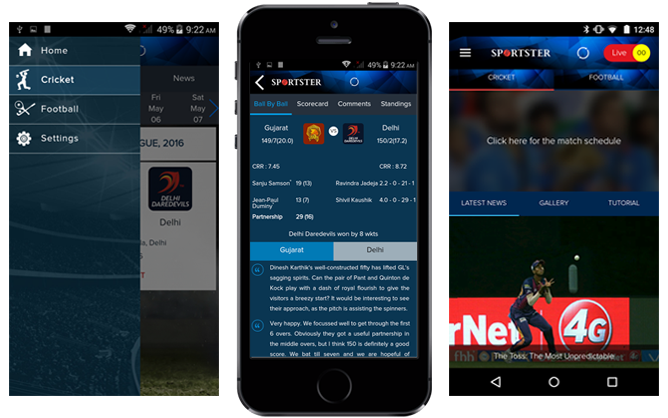 49% 9:22 AM
Home
Cricket
Football
Settings
News
Fri
May
06
Sat
May
07
GUE, 2016
DELHI
DAREDEVILS
Delhi
la, Delhi
T
49% 9:22 AM
SPORTSTER
Ball By Ball Scorecard Comments Standings
Gujarat VS Delhi
149/7(20.0) 150/2(17.2)
CRR : 7.45 CRR : 8.72
Sanju Samson* 19 (13) Ravindra Jadeja 2.2 - 0 - 21 - 1
Jean-Paul
Duminy* 13 (7) Shivil Kaushik 4.0 - 0 - 29 - 1
Partnership 29 (16)
Delhi Daredevils won by 8 wkts
Gujarat Delhi
Dinesh Karthik's well-constructed fifty has lifted GL's
sagging spirits. Can the pair of Pant and Quinton de
Kock play with a dash of royal flourish to give the
visitors a breezy start? It would be interesting to see
their approach, as the pitch is assisting the spinners.
Very happy. We focussed well to get through the first
6 overs. Obviously they got a useful partnership in
the middle overs, but I think 150 is definitely a good
score. We bat till seven and we are hopeful of
12:48
SPORTSTER Live 00
CRICKET FOOTBALL
Click here for the match schedule
LATEST NEWS GALLERY TUTORIAL
rNet 4G
fhh
The Toss: The Most Unpredictable